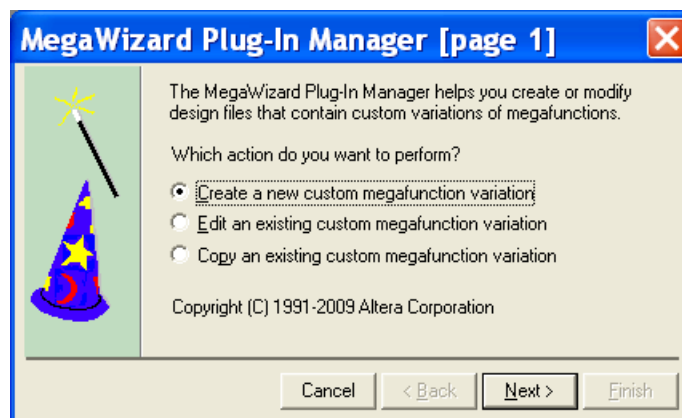 MegaWizard Plug-In Manager [page 1]
The MegaWizard Plug-In Manager helps you create or modify
design files that contain custom variations of megafunctions.
Which action do you want to perform?
Create a new custom megafunction variation
Edit an existing custom megafunction variation
Copy an existing custom megafunction variation
Copyright (C) 1991-2009 Altera Corporation
Cancel < Back Next > Finish